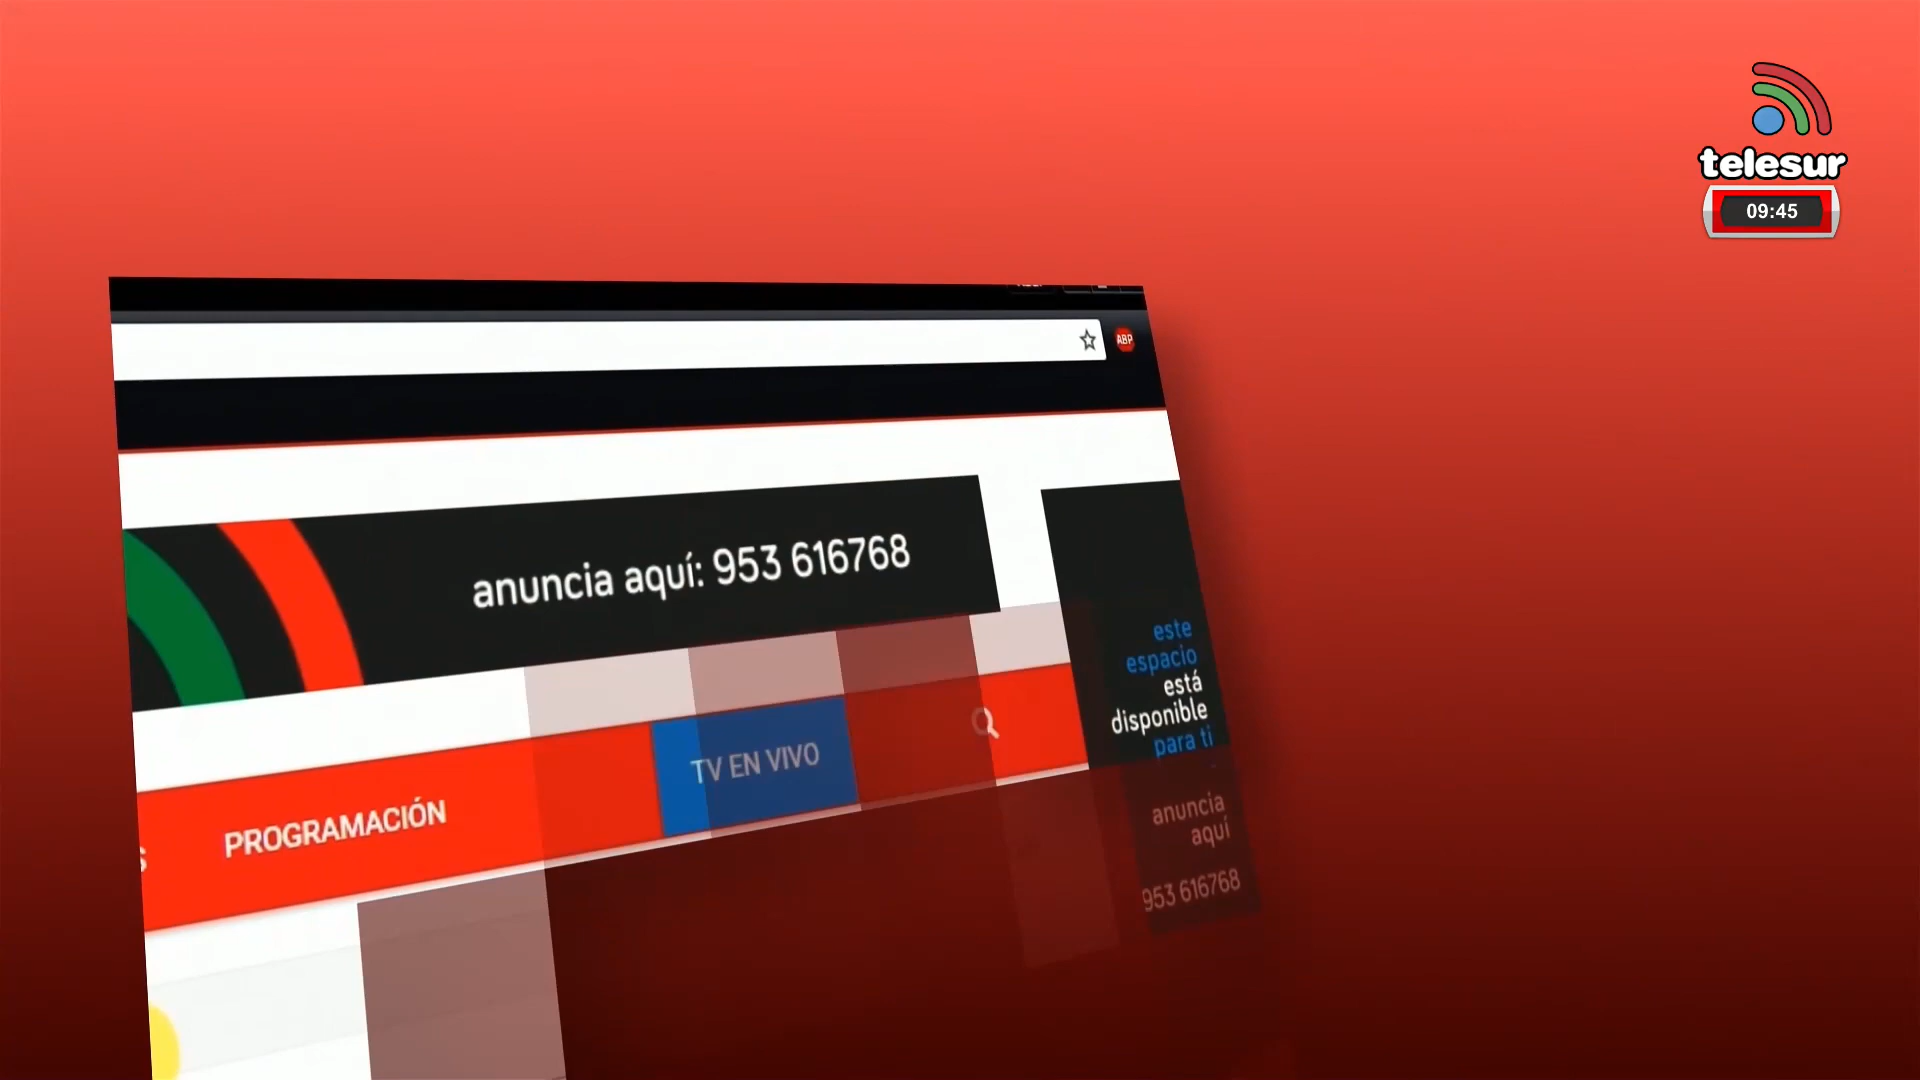 telesur
09:45
ABP
anuncia aquí: 953 616768
este
espacio
está
disponible
para ti
TV EN VIVO
PROGRAMACIÓN
anuncia
aquí
953 616768